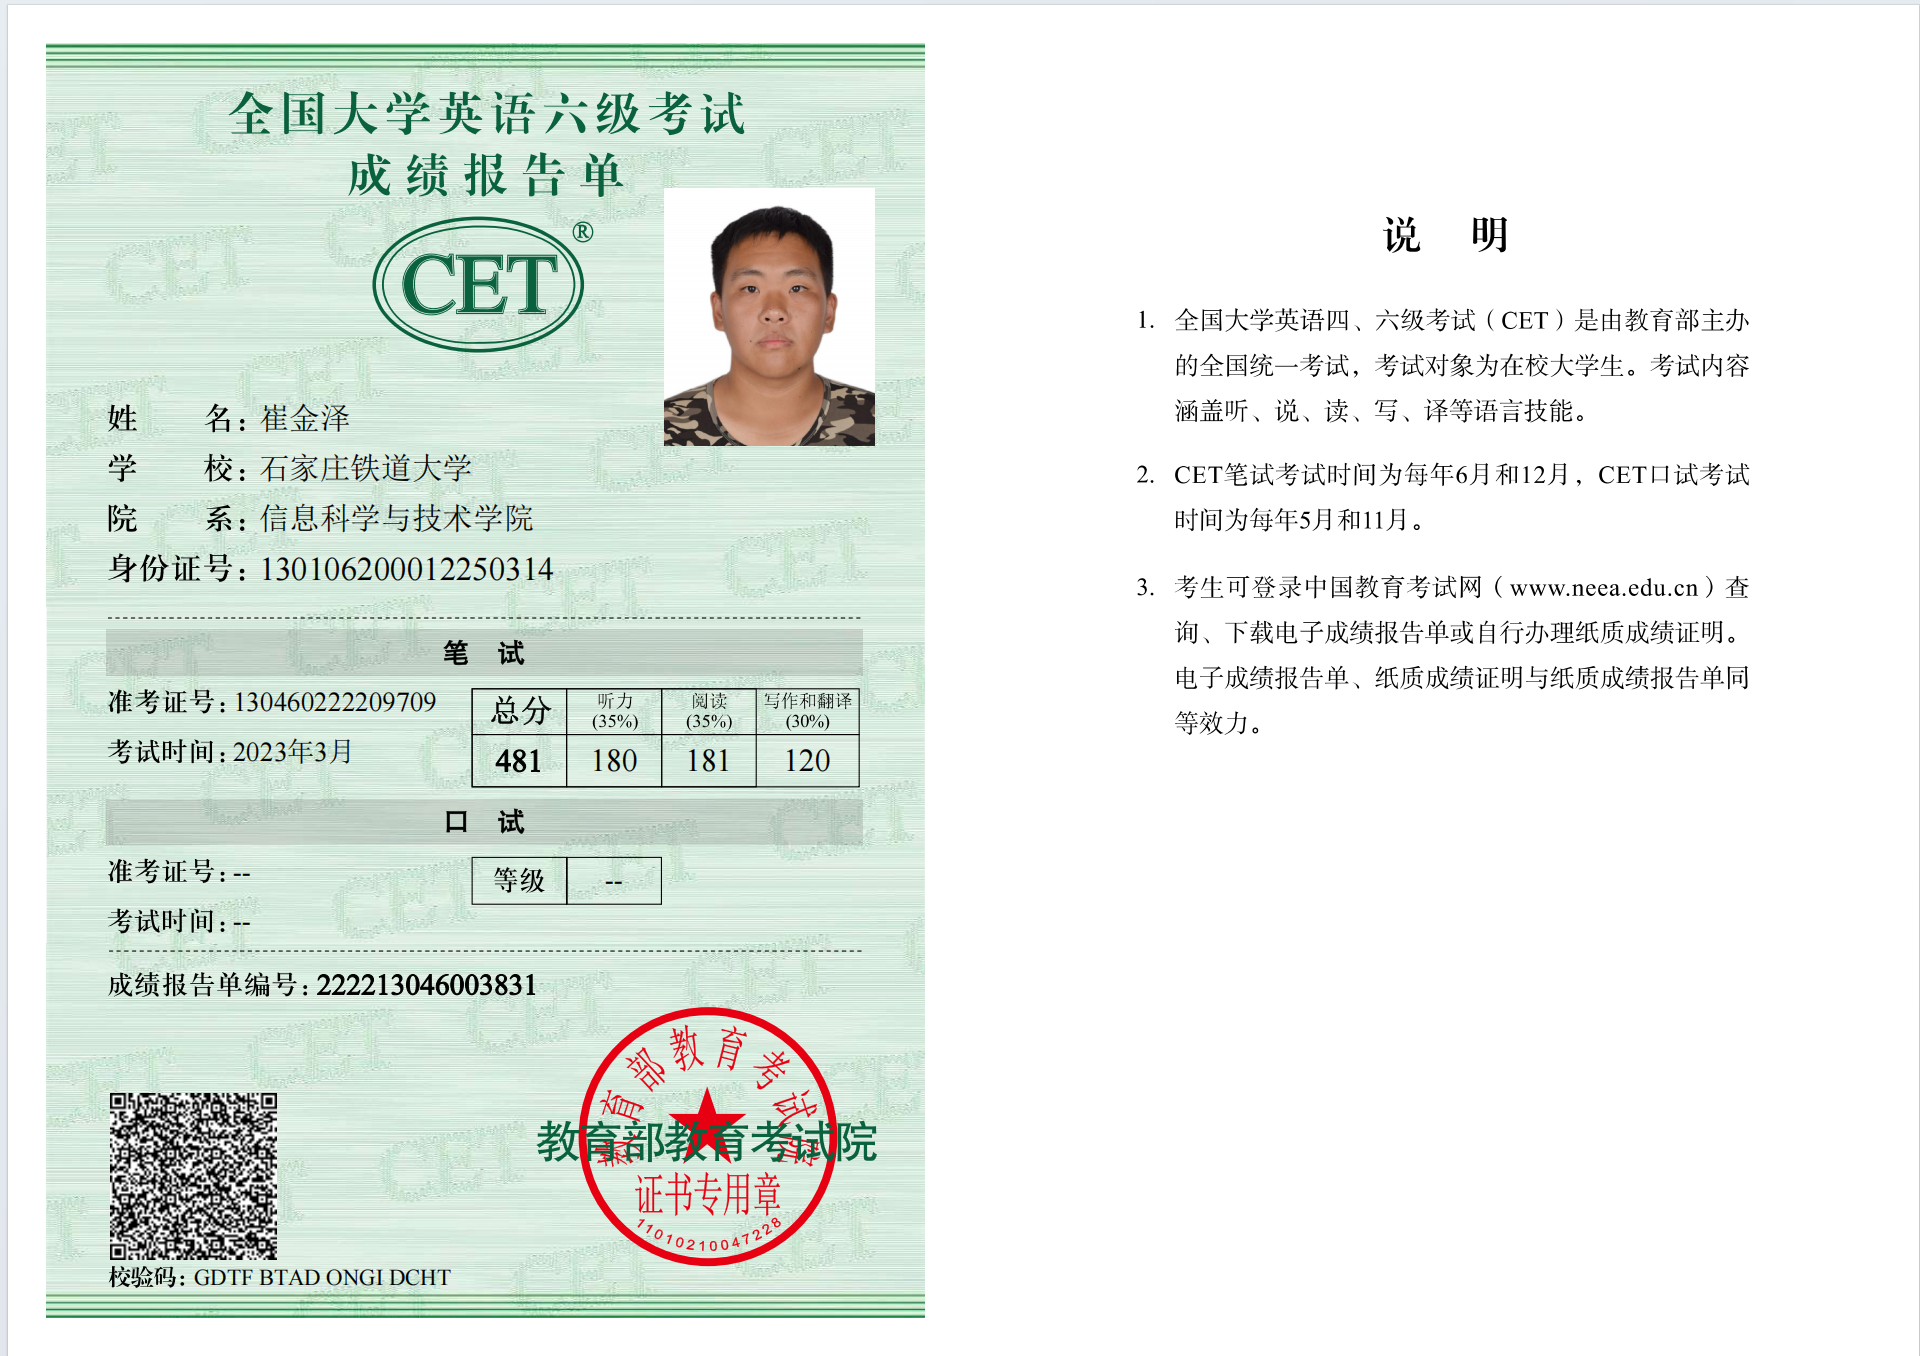 全国大学英语六级考试
成绩报告单
CET®
姓 名：崔金泽
学 校：石家庄铁道大学
院 系：信息科学与技术学院
身份证号：130106200012250314
笔 试
准考证号：130460222209709
考试时间：2023年3月
总分 听力(35%) 阅读(35%) 写作和翻译(30%)
481 180 181 120
口 试
准考证号：--
考试时间：--
等级 --
成绩报告单编号：222213046003831
教育部教育考试院
教育部教育考试院
证书专用章
11010210047228
校验码：GDTF BTAD ONGI DCHT
说 明
1. 全国大学英语四、六级考试（CET）是由教育部主办
的全国统一考试，考试对象为在校大学生。考试内容
涵盖听、说、读、写、译等语言技能。
2. CET笔试考试时间为每年6月和12月，CET口试考试
时间为每年5月和11月。
3. 考生可登录中国教育考试网（www.neea.edu.cn）查
询、下载电子成绩报告单或自行办理纸质成绩证明。
电子成绩报告单、纸质成绩证明与纸质成绩报告单同
等效力。